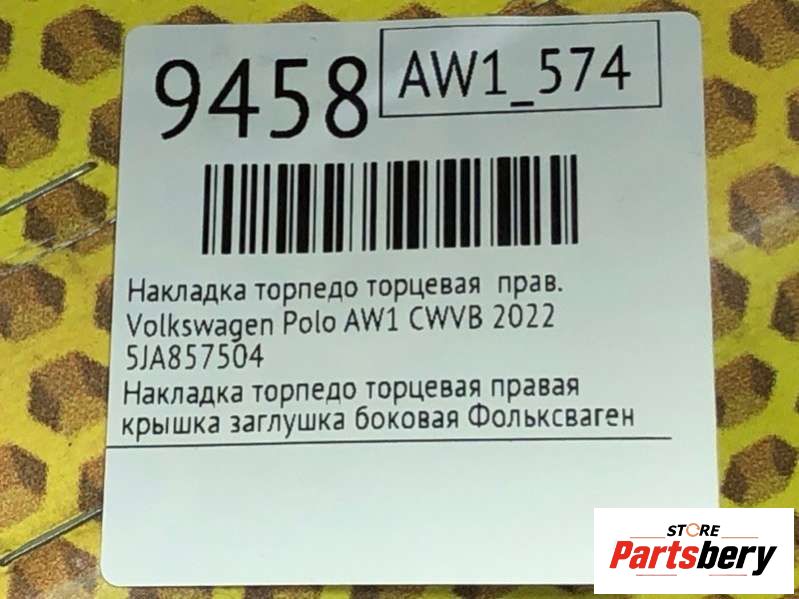 9458
AW1_574
Накладка торпедо торцевая прав.
Volkswagen Polo AW1 CWVB 2022
5JA857504
Накладка торпедо торцевая правая
крышка заглушка боковая Фольксваген
STORE
Partsbery